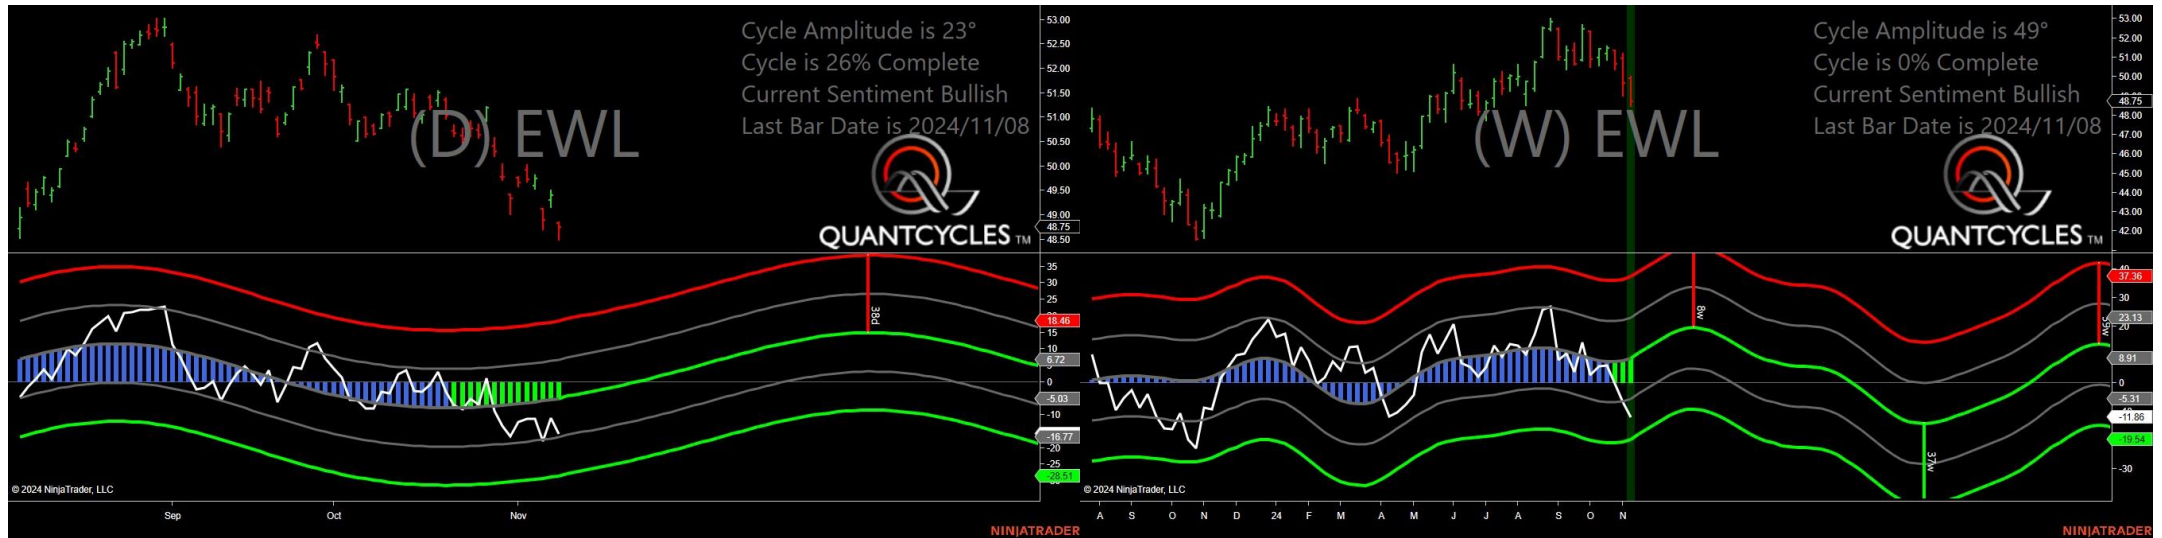 Cycle Amplitude is 23°
Cycle is 26% Complete
Current Sentiment Bullish
Last Bar Date is 2024/11/08
(D) EWL
QUANTCYCLES TM
53.00
52.50
52.00
51.50
51.00
50.50
50.00
49.50
49.00
48.75
48.50
35
30
25
20
18.46
15
10
6.72
0
-5.03
-10
-16.77
-20
-25
-28.51
38d
© 2024 NinjaTrader, LLC
Sep Oct Nov
NINJATRADER
Cycle Amplitude is 49°
Cycle is 0% Complete
Current Sentiment Bullish
Last Bar Date is 2024/11/08
(W) EWL
QUANTCYCLES TM
53.00
52.00
51.00
50.00
48.75
48.00
47.00
46.00
45.00
44.00
43.00
42.00
37.36
30
23.13
20
8.91
0
-5.31
-11.86
-19.54
-30
8w
37w
59w
© 2024 NinjaTrader, LLC
A S O N D 24 F M A M J J A S O N
NINJATRADER